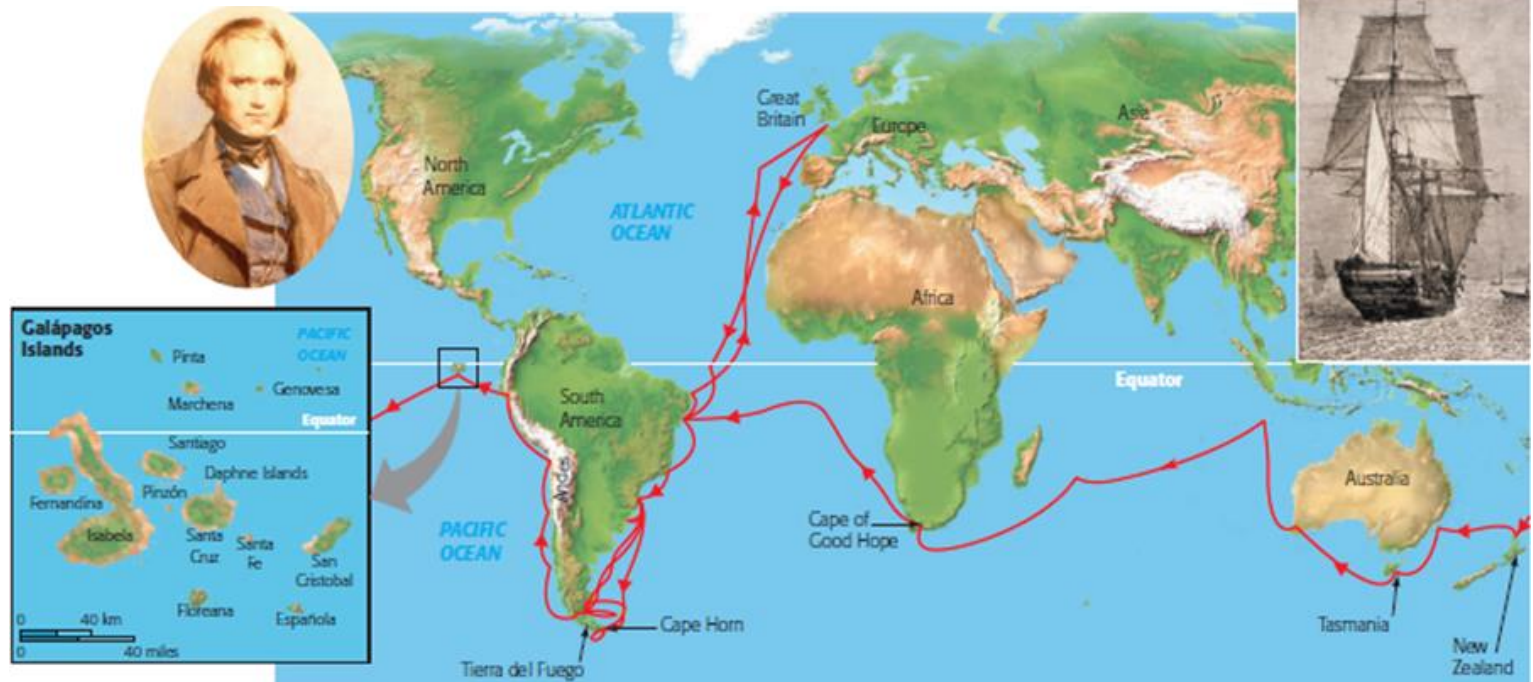 Great
Britain
Europe
Asia
North
America
ATLANTIC
OCEAN
Africa
Equator
South
America
Andes
PACIFIC
OCEAN
Cape of
Good Hope
Australia
Cape Horn
Tierra del Fuego
Tasmania
New
Zealand
Galápagos
Islands
PACIFIC
OCEAN
Pinta
Genovesa
Marchena
Equator
Santiago
Daphne Islands
Pinzón
Fernandina
Isabela
Santa
Cruz
Santa
Fe
San
Cristobal
Floreana
Española
0
40 km
0
40 miles